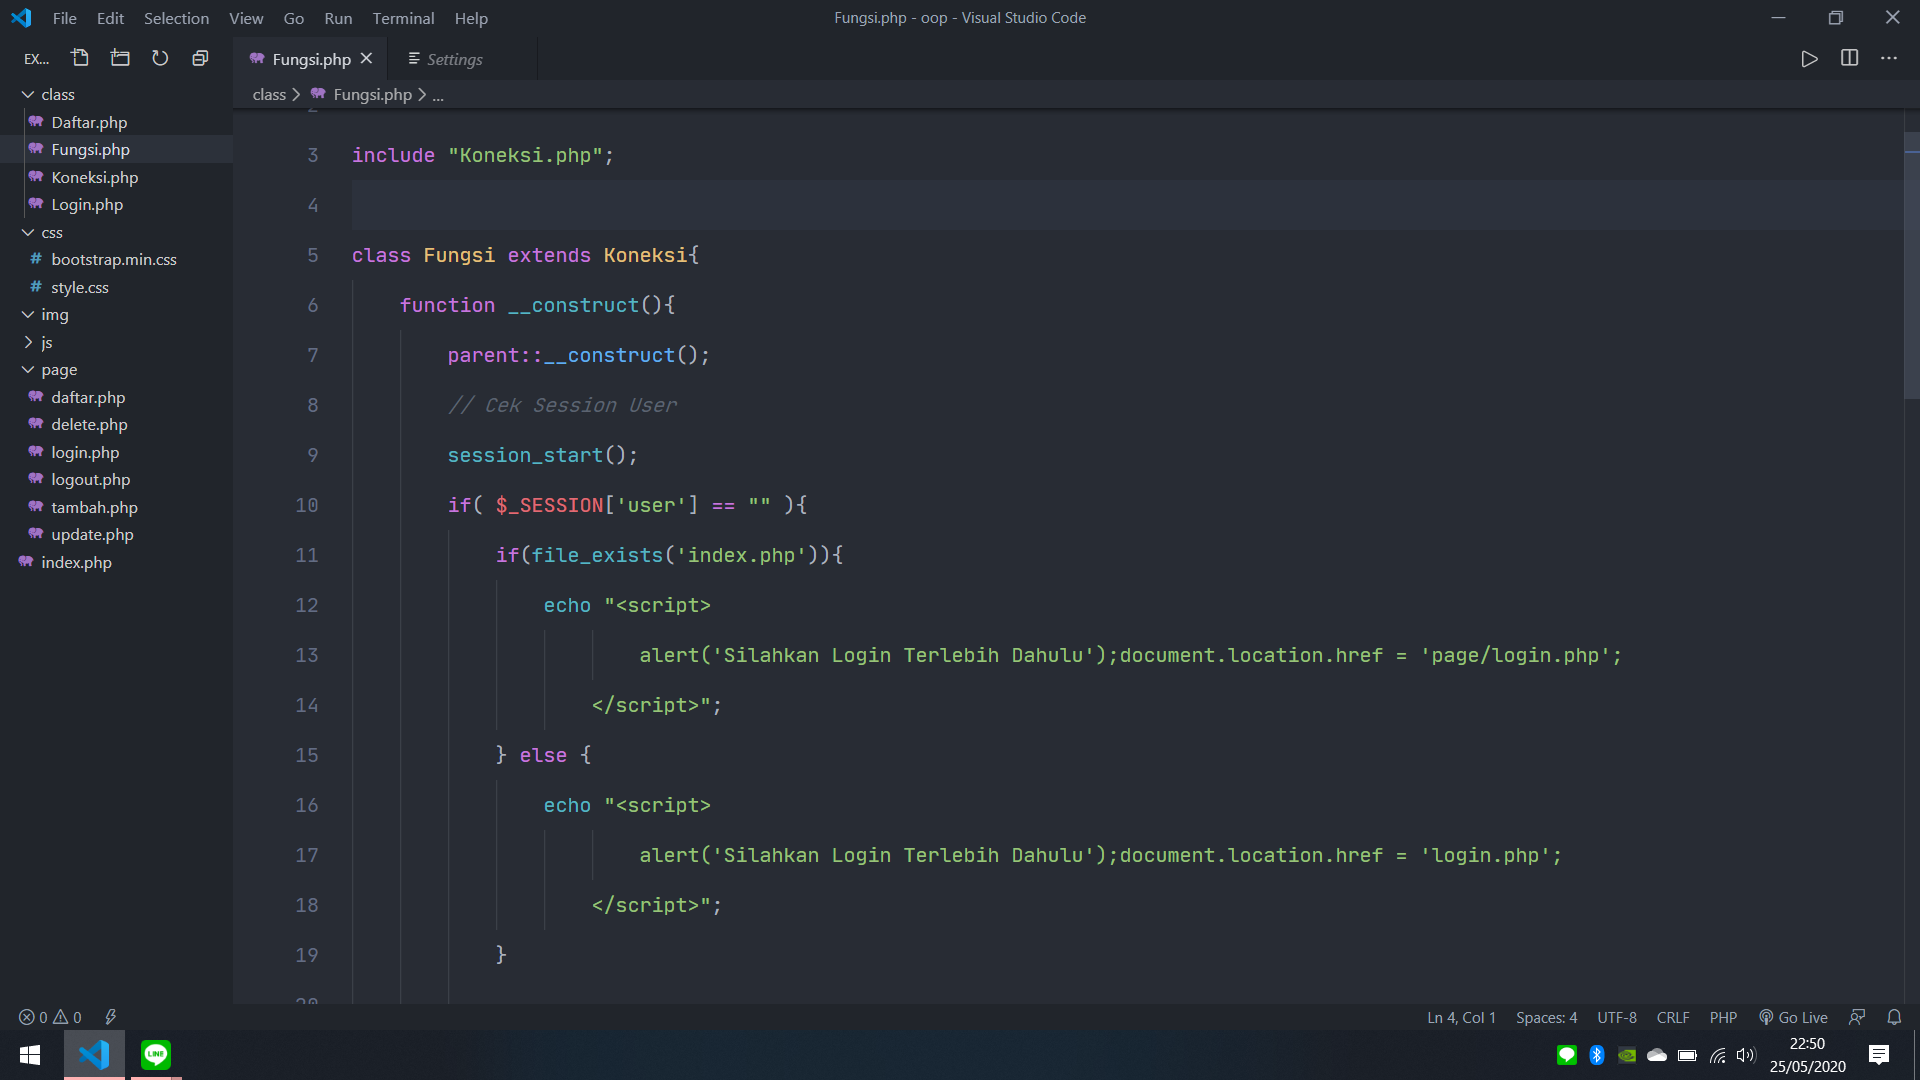 File Edit Selection View Go Run Terminal Help
Fungsi.php - oop - Visual Studio Code
EX...
Fungsi.php
Settings
class > Fungsi.php > ...
class
Daftar.php
Fungsi.php
Koneksi.php
Login.php
css
# bootstrap.min.css
# style.css
img
js
page
daftar.php
delete.php
login.php
logout.php
tambah.php
update.php
index.php
2
3 include "Koneksi.php";
4
5 class Fungsi extends Koneksi{
6 function __construct(){
7 parent::__construct();
8 // Cek Session User
9 session_start();
10 if( $_SESSION['user'] == "" ){
11 if(file_exists('index.php')){
12 echo "<script>
13 alert('Silahkan Login Terlebih Dahulu');document.location.href = 'page/login.php';
14 </script>";
15 } else {
16 echo "<script>
17 alert('Silahkan Login Terlebih Dahulu');document.location.href = 'login.php';
18 </script>";
19 }
20
0 0
Ln 4, Col 1 Spaces: 4 UTF-8 CRLF PHP Go Live
LINE
22:50
25/05/2020